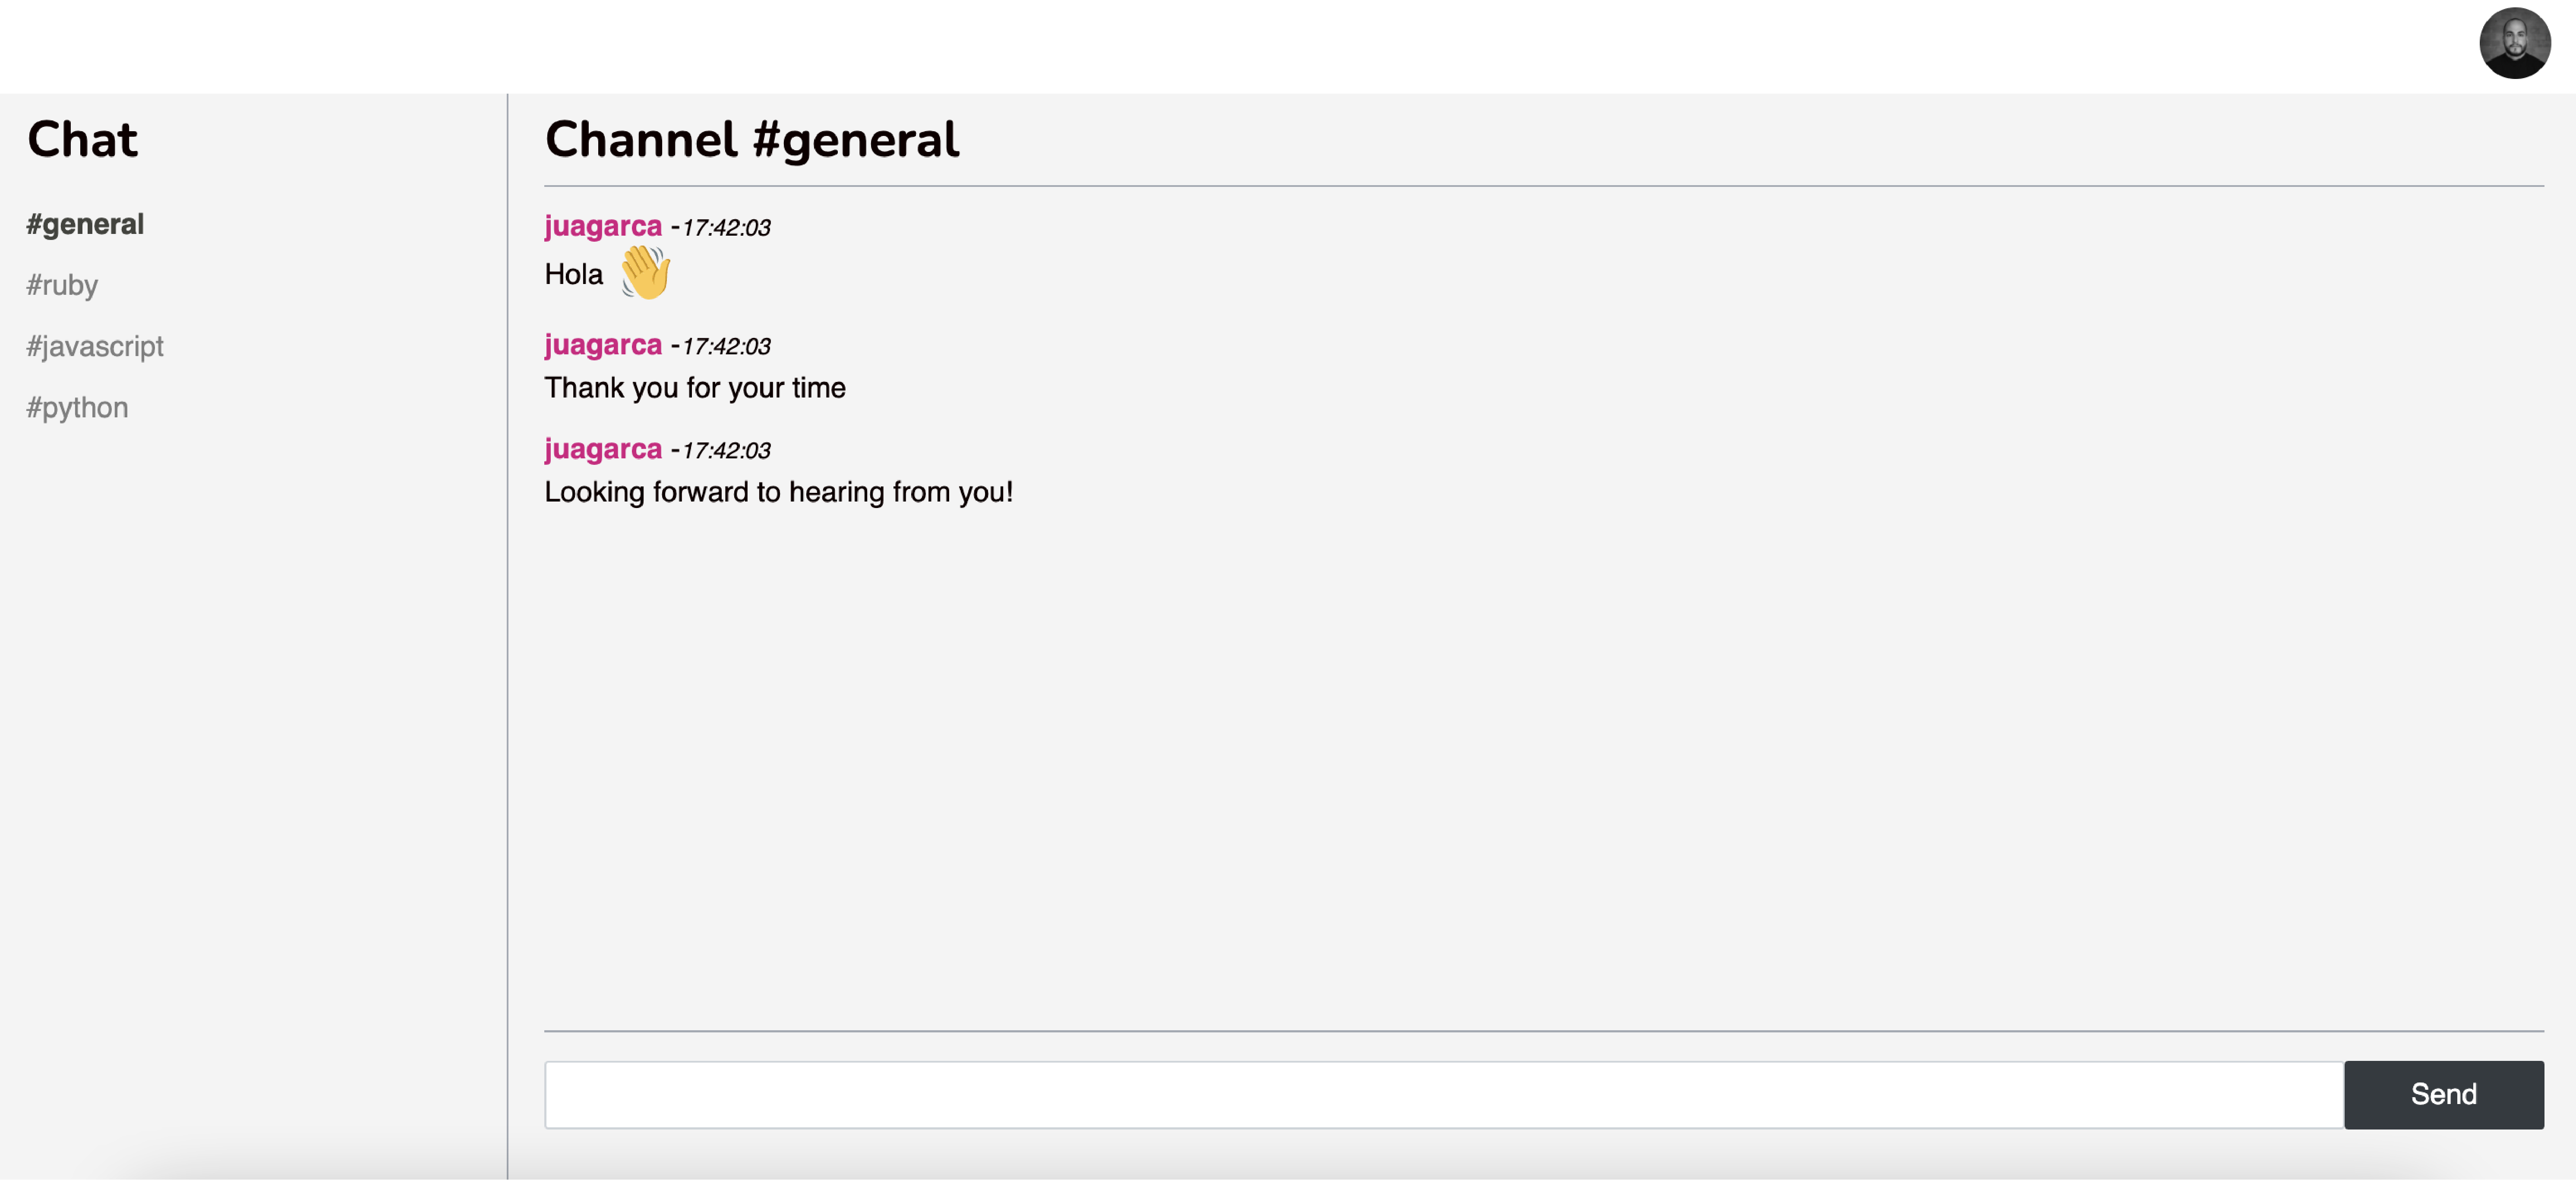 Chat
#general
#ruby
#javascript
#python
Channel #general
juagarca -17:42:03
Hola 👋
juagarca -17:42:03
Thank you for your time
juagarca -17:42:03
Looking forward to hearing from you!
Send